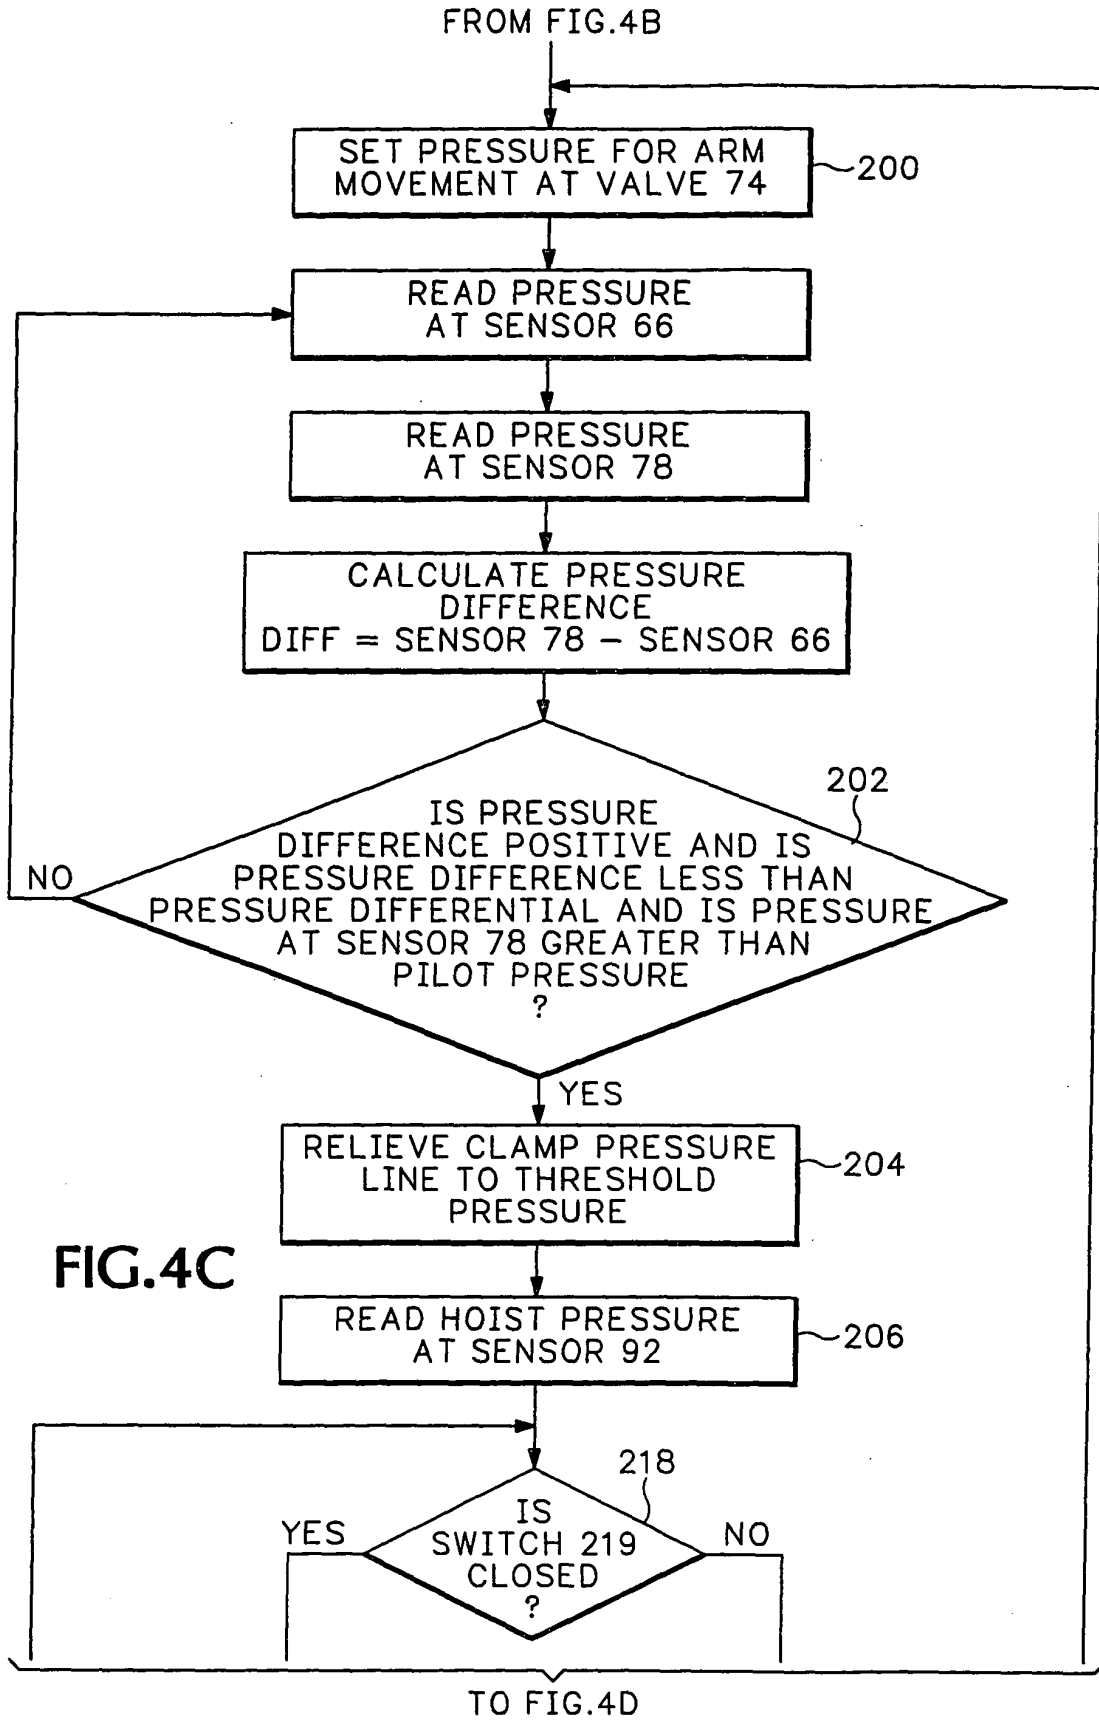 FROM FIG.4B
SET PRESSURE FOR ARM
MOVEMENT AT VALVE 74
200
READ PRESSURE
AT SENSOR 66
READ PRESSURE
AT SENSOR 78
CALCULATE PRESSURE
DIFFERENCE
DIFF = SENSOR 78 – SENSOR 66
202
IS PRESSURE
DIFFERENCE POSITIVE AND IS
PRESSURE DIFFERENCE LESS THAN
PRESSURE DIFFERENTIAL AND IS PRESSURE
AT SENSOR 78 GREATER THAN
PILOT PRESSURE
?
NO
YES
RELIEVE CLAMP PRESSURE
LINE TO THRESHOLD
PRESSURE
204
FIG.4C
READ HOIST PRESSURE
AT SENSOR 92
206
218
IS
SWITCH 219
CLOSED
?
YES
NO
TO FIG.4D